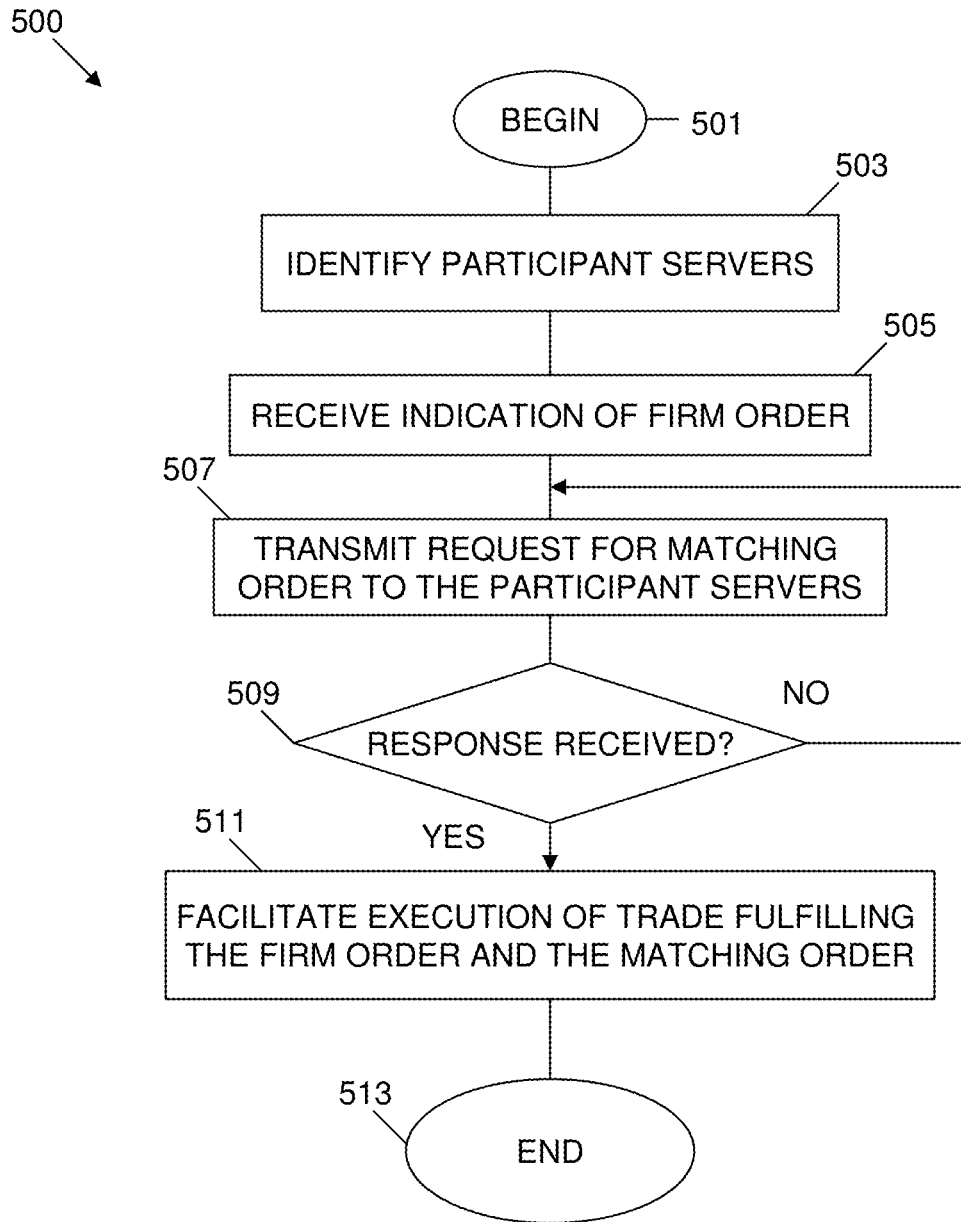 500
BEGIN
501
503
IDENTIFY PARTICIPANT SERVERS
505
RECEIVE INDICATION OF FIRM ORDER
507
TRANSMIT REQUEST FOR MATCHING
ORDER TO THE PARTICIPANT SERVERS
509
NO
RESPONSE RECEIVED?
YES
511
FACILITATE EXECUTION OF TRADE FULFILLING
THE FIRM ORDER AND THE MATCHING ORDER
513
END